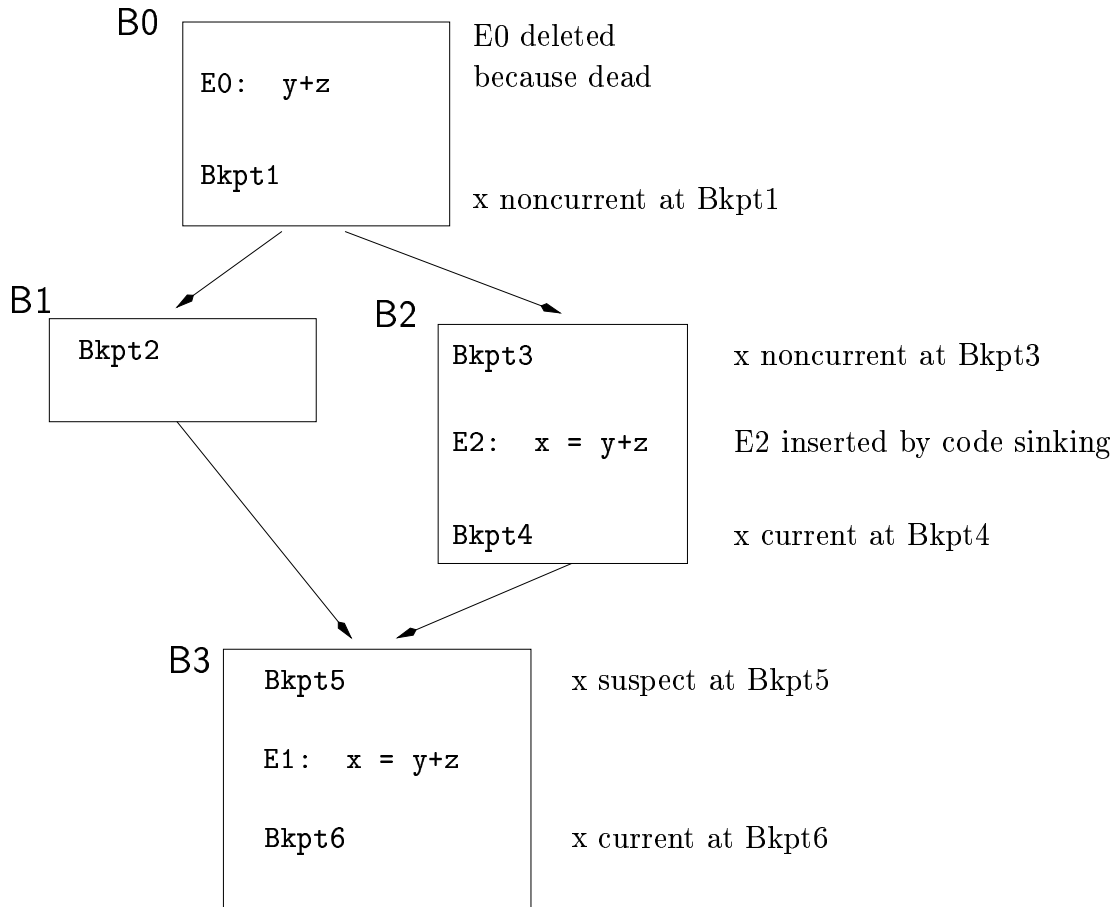 B0
E0 deleted
because dead
E0: y+z
Bkpt1
x noncurrent at Bkpt1
B1
B2
Bkpt2
Bkpt3
x noncurrent at Bkpt3
E2: x = y+z
E2 inserted by code sinking
Bkpt4
x current at Bkpt4
B3
Bkpt5
x suspect at Bkpt5
E1: x = y+z
Bkpt6
x current at Bkpt6